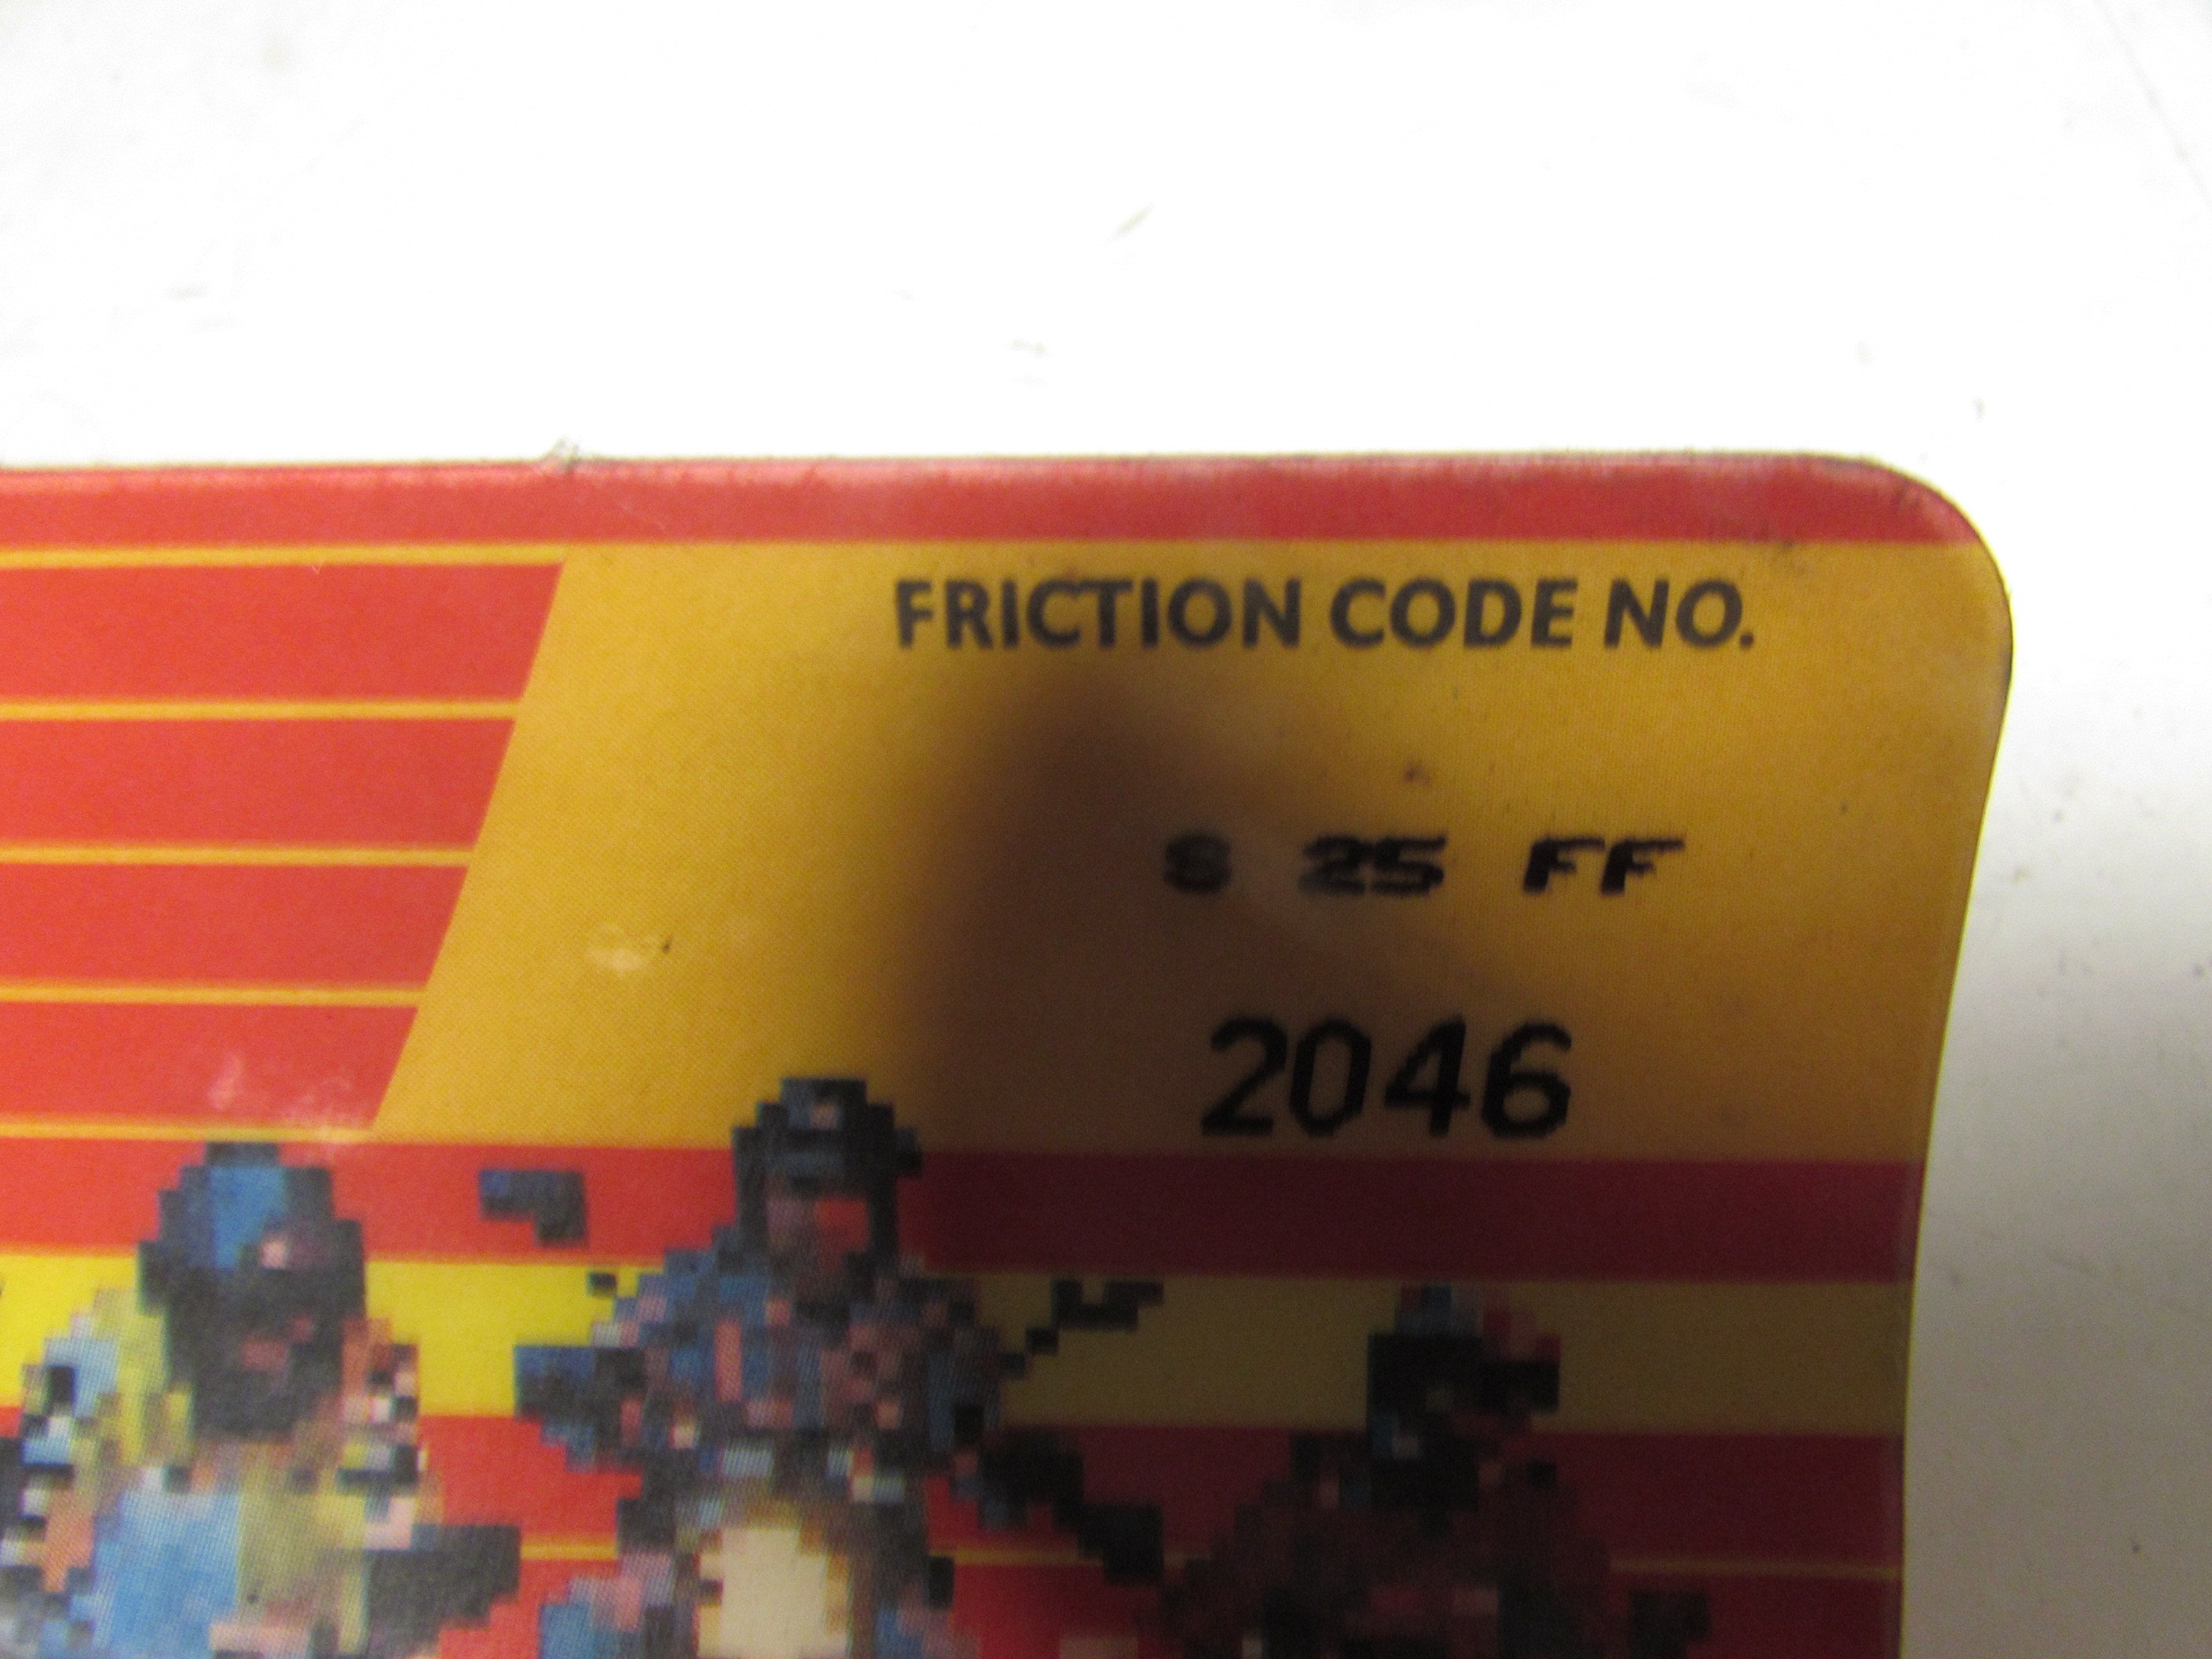 FRICTION CODE NO.
S 25 FF
2046